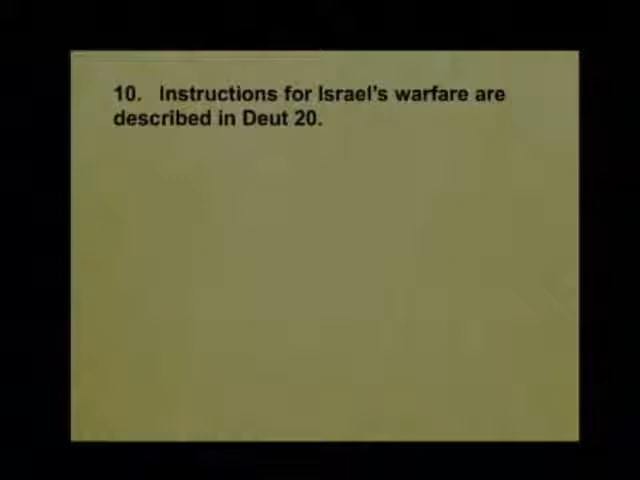 10. Instructions for Israel's warfare are
described in Deut 20.